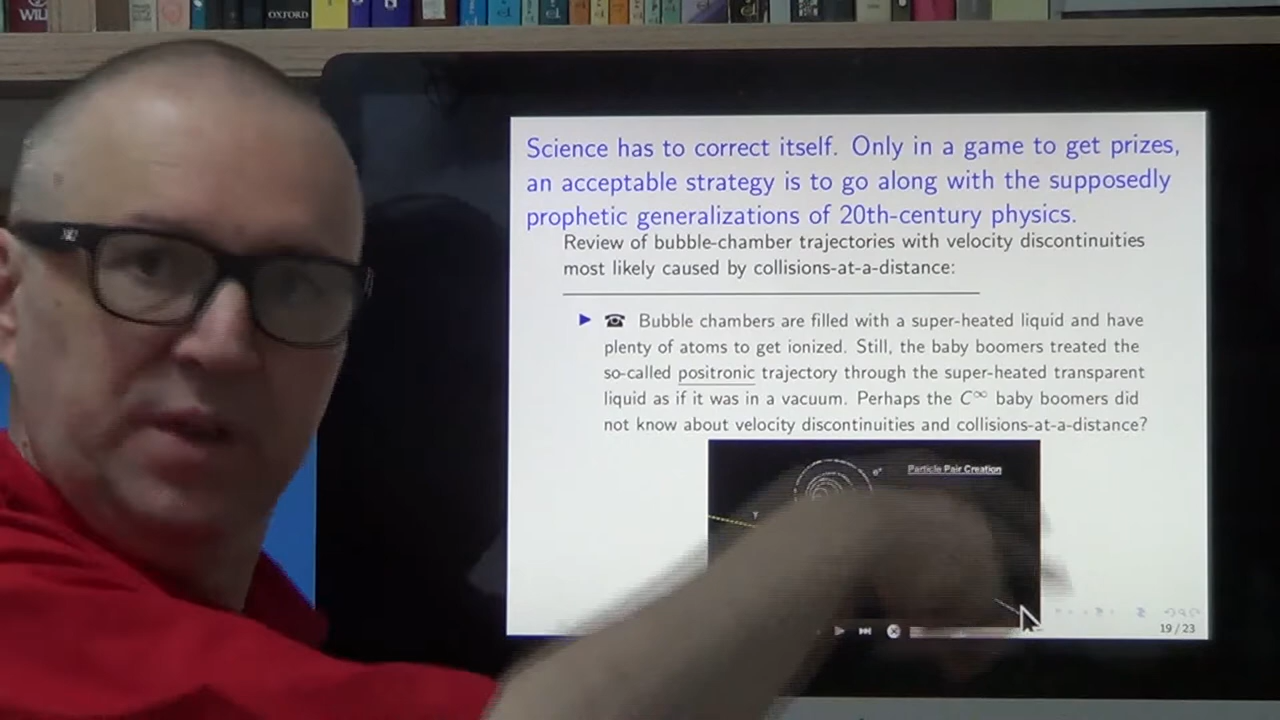 WIL
OXFORD
Science has to correct itself. Only in a game to get prizes,
an acceptable strategy is to go along with the supposedly
prophetic generalizations of 20th-century physics.
Review of bubble-chamber trajectories with velocity discontinuities
most likely caused by collisions-at-a-distance:
▶ ☎ Bubble chambers are filled with a super-heated liquid and have
plenty of atoms to get ionized. Still, the baby boomers treated the
so-called positronic trajectory through the super-heated transparent
liquid as if it was in a vacuum. Perhaps the C∞ baby boomers did
not know about velocity discontinuities and collisions-at-a-distance?
Particle Pair Creation
γ
19 / 23